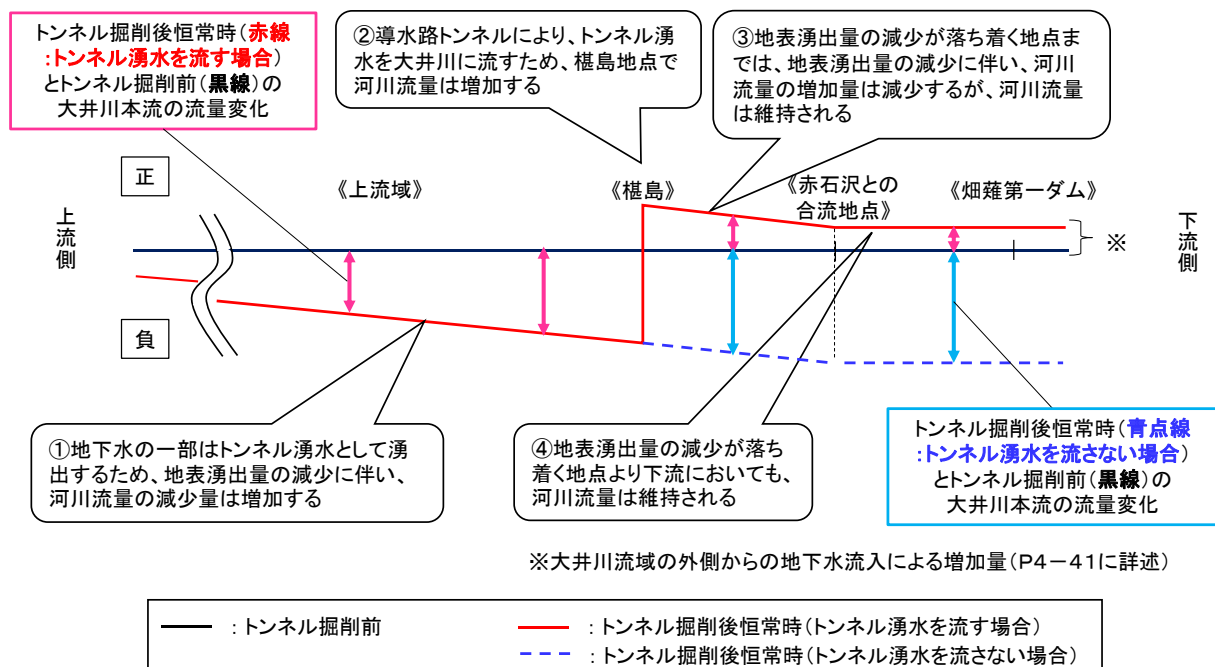 トンネル掘削後恒常時(赤線
:トンネル湧水を流す場合)
とトンネル掘削前(黒線)の
大井川本流の流量変化
②導水路トンネルにより、トンネル湧
水を大井川に流すため、椹島地点で
河川流量は増加する
③地表湧出量の減少が落ち着く地点ま
では、地表湧出量の減少に伴い、河川
流量の増加量は減少するが、河川流量
は維持される
正
《上流域》
《椹島》
《赤石沢との
合流地点》
《畑薙第一ダム》
上流側
※
下流側
負
①地下水の一部はトンネル湧水として湧
出するため、地表湧出量の減少に伴い、
河川流量の減少量は増加する
④地表湧出量の減少が落ち
着く地点より下流においても、
河川流量は維持される
トンネル掘削後恒常時(青点線
:トンネル湧水を流さない場合)
とトンネル掘削前(黒線)の
大井川本流の流量変化
※大井川流域の外側からの地下水流入による増加量(P4-41に詳述)
:トンネル掘削前
:トンネル掘削後恒常時(トンネル湧水を流す場合)
:トンネル掘削後恒常時(トンネル湧水を流さない場合)